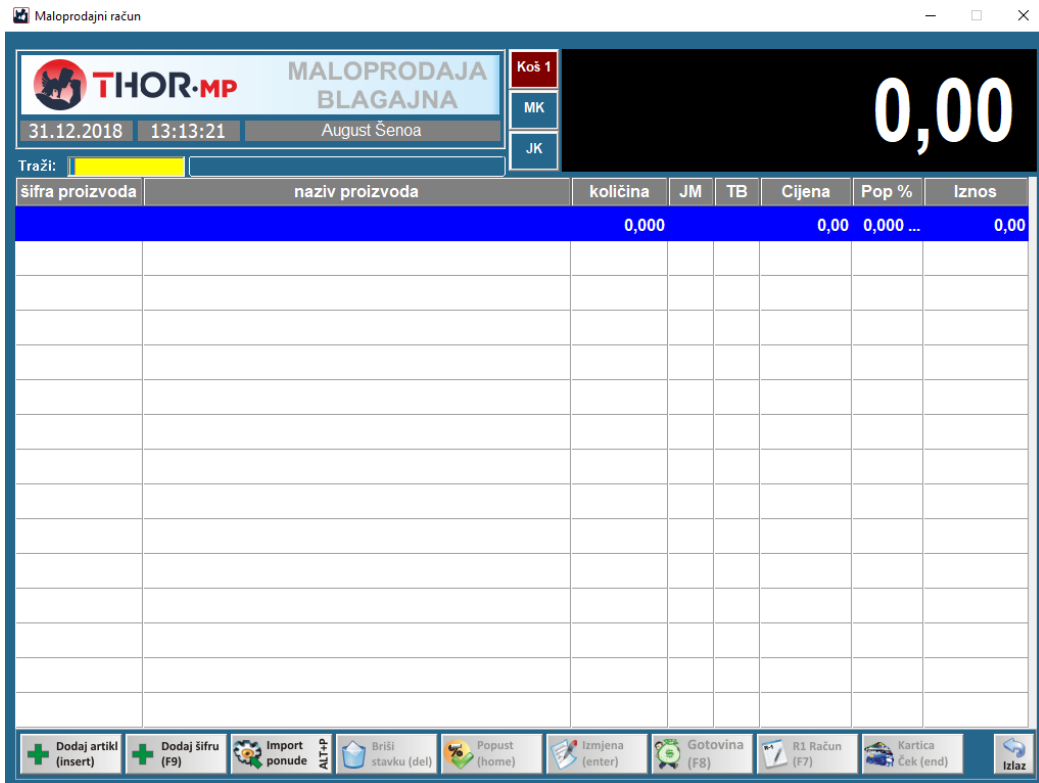 Maloprodajni račun
THOR·MP
MALOPRODAJA
BLAGAJNA
31.12.2018 13:13:21 August Šenoa
Koš 1
MK
JK
0,00
Traži:
šifra proizvoda naziv proizvoda količina JM TB Cijena Pop % Iznos
0,000 0,00 0,000 ... 0,00
Dodaj artikl
(insert)
Dodaj šifru
(F9)
Import
ponude
ALT+P
Briši
stavku (del)
Popust
(home)
Izmjena
(enter)
Gotovina
(F8)
R1 Račun
(F7)
Kartica
Ček (end)
Izlaz